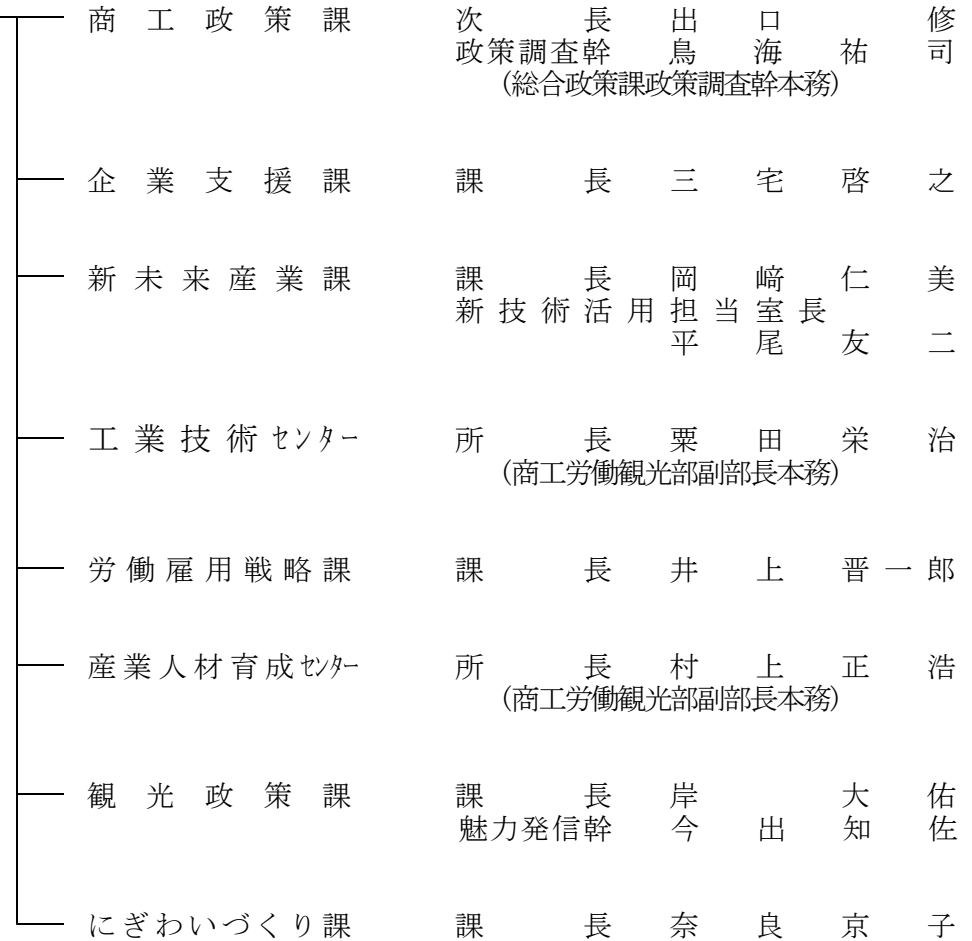 商工政策課 次長 出口修
政策調査幹 鳥海祐司
(総合政策課政策調査幹本務)
企業支援課 課長 三宅啓之
新未来産業課 課長 岡﨑仁美
新技術活用担当室長
平尾友二
工業技術センター 所長 粟田栄治
(商工労働観光部副部長本務)
労働雇用戦略課 課長 井上晋一郎
産業人材育成センター 所長 村上正浩
(商工労働観光部副部長本務)
観光政策課 課長 岸大佑
魅力発信幹 今出知佐
にぎわいづくり課 課長 奈良京子